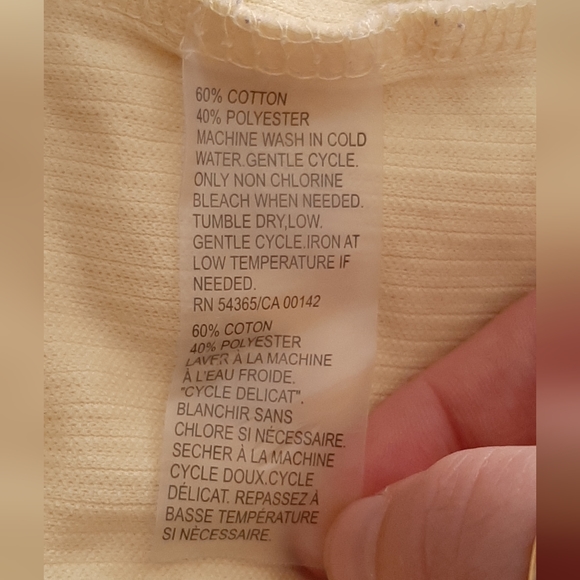 60% COTTON
40% POLYESTER
MACHINE WASH IN COLD
WATER.GENTLE CYCLE.
ONLY NON CHLORINE
BLEACH WHEN NEEDED.
TUMBLE DRY,LOW.
GENTLE CYCLE.IRON AT
LOW TEMPERATURE IF
NEEDED.
RN 54365/CA 00142
60% COTON
40% POLYESTER
LAVER À LA MACHINE
À L'EAU FROIDE.
"CYCLE DELICAT".
BLANCHIR SANS
CHLORE SI NÉCESSAIRE.
SECHER À LA MACHINE
CYCLE DOUX.CYCLE
DÉLICAT. REPASSEZ À
BASSE TEMPÉRATURE
SI NÉCESSAIRE.